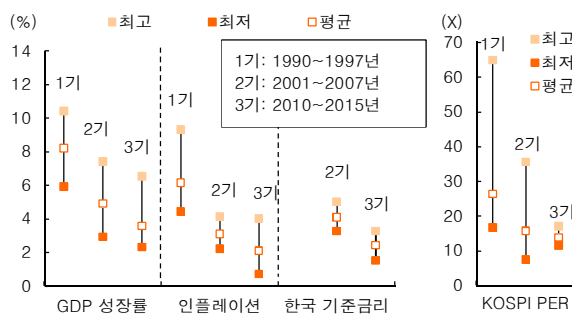 (%)
최고
최저
평균
14
12
10
8
6
4
2
0
1기: 1990~1997년
2기: 2001~2007년
3기: 2010~2015년
1기
2기
3기
1기
2기
3기
2기
3기
GDP 성장률
인플레이션
한국 기준금리
(X)
최고
최저
평균
70
60
50
40
30
20
10
0
1기
2기
3기
KOSPI PER